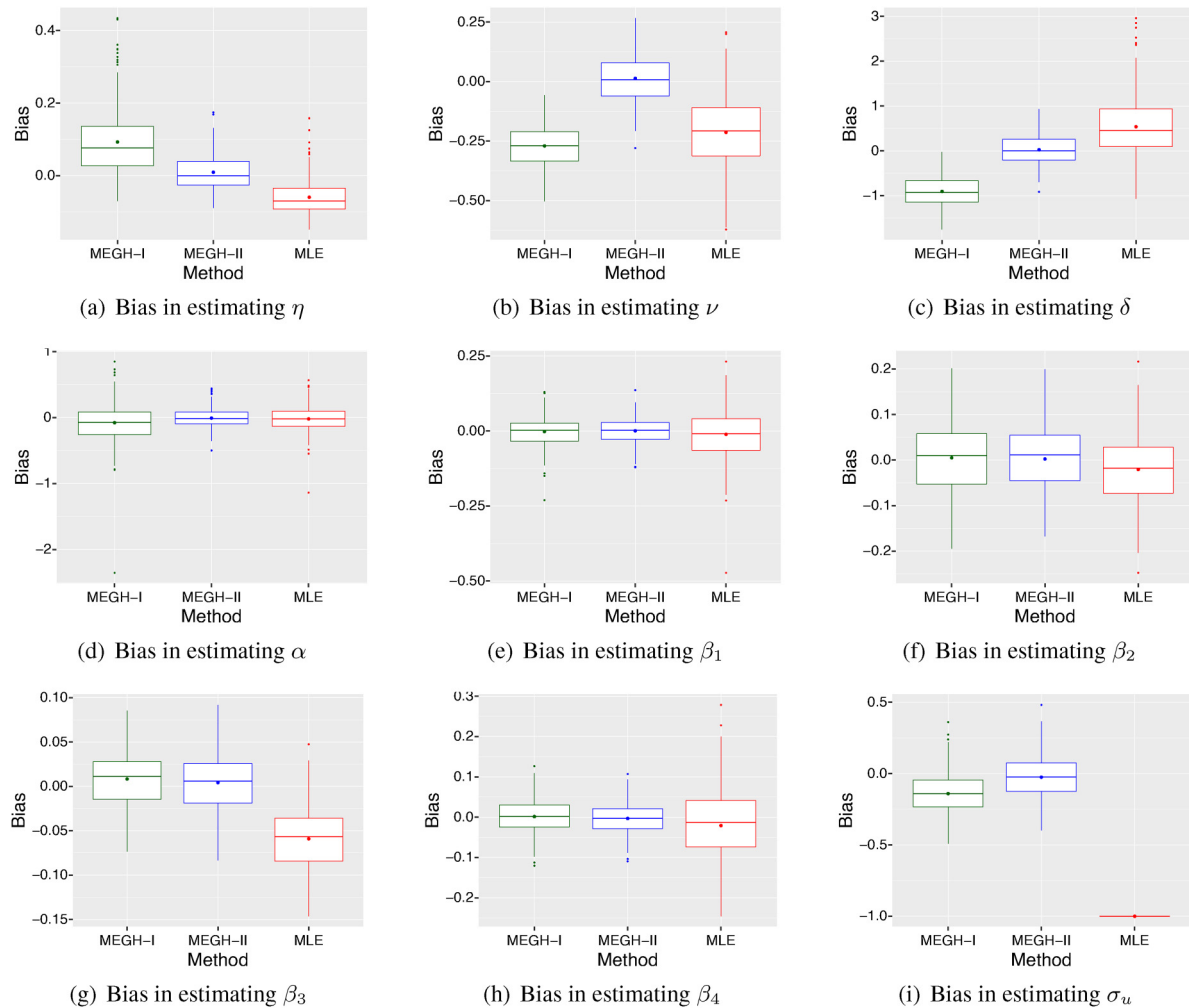 0.4
0.2
0.0
Bias
MEGH−I
MEGH−II
MLE
Method
(a) Bias in estimating η
0.00
−0.25
−0.50
Bias
MEGH−I
MEGH−II
MLE
Method
(b) Bias in estimating ν
3
2
1
0
−1
Bias
MEGH−I
MEGH−II
MLE
Method
(c) Bias in estimating δ
1
0
−1
−2
Bias
MEGH−I
MEGH−II
MLE
Method
(d) Bias in estimating α
0.25
0.00
−0.25
−0.50
Bias
MEGH−I
MEGH−II
MLE
Method
(e) Bias in estimating β₁
0.2
0.1
0.0
−0.1
−0.2
Bias
MEGH−I
MEGH−II
MLE
Method
(f) Bias in estimating β₂
0.10
0.05
0.00
−0.05
−0.10
−0.15
Bias
MEGH−I
MEGH−II
MLE
Method
(g) Bias in estimating β₃
0.3
0.2
0.1
0.0
−0.1
−0.2
Bias
MEGH−I
MEGH−II
MLE
Method
(h) Bias in estimating β₄
0.5
0.0
−0.5
−1.0
Bias
MEGH−I
MEGH−II
MLE
Method
(i) Bias in estimating σᵤ